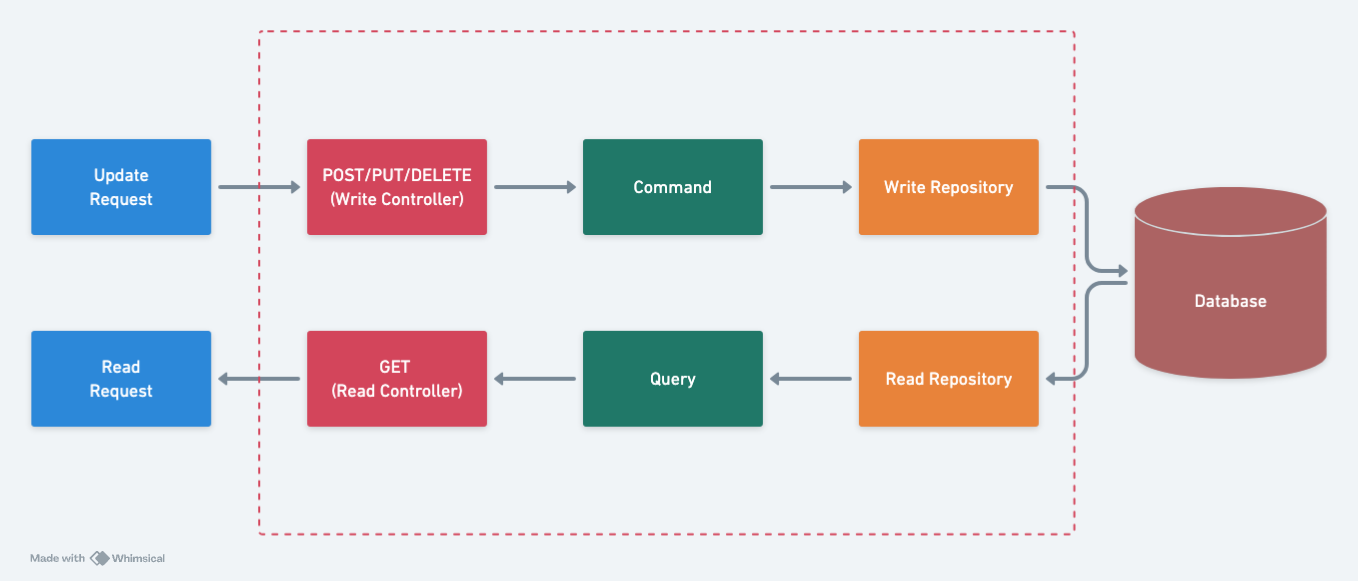 Update
Request
POST/PUT/DELETE
(Write Controller)
Command
Write Repository
Database
Read
Request
GET
(Read Controller)
Query
Read Repository
Made with Whimsical